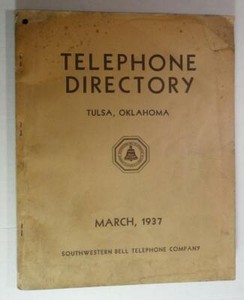 TELEPHONE
DIRECTORY
TULSA, OKLAHOMA
MARCH, 1937
SOUTHWESTERN BELL TELEPHONE COMPANY